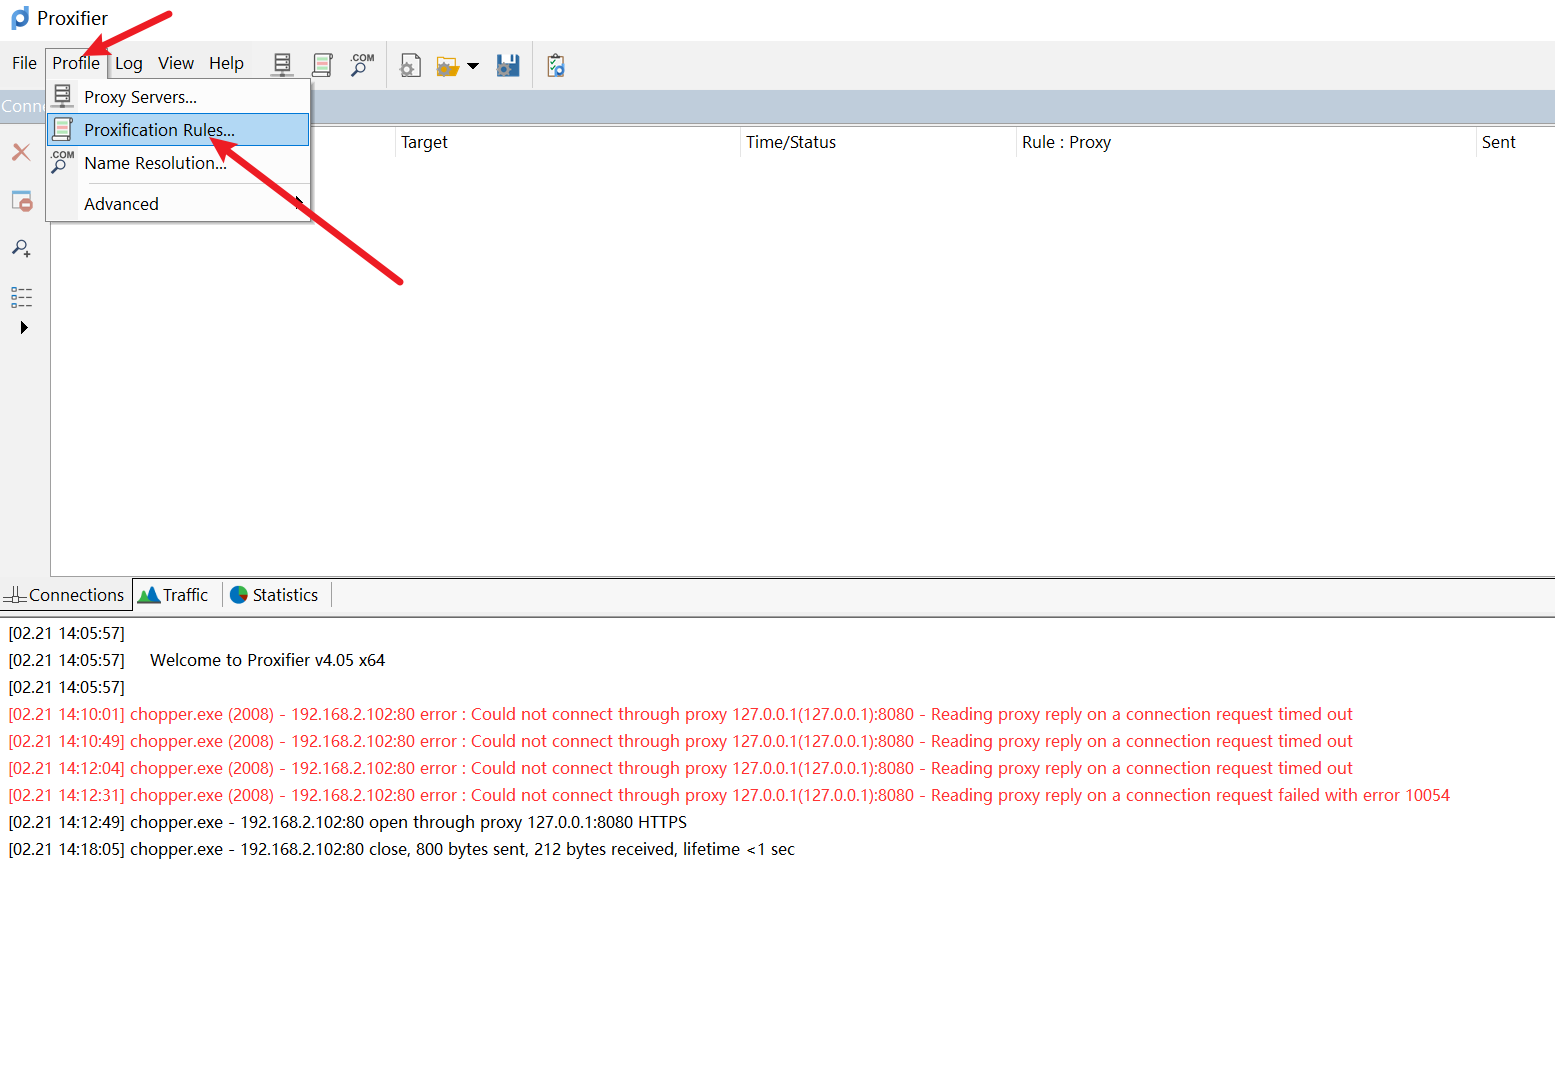 Proxifier
File Profile Log View Help .COM
Conn
Proxy Servers...
Proxification Rules...
.COM
Name Resolution...
Advanced
Target Time/Status Rule : Proxy Sent
Connections Traffic Statistics
[02.21 14:05:57]
[02.21 14:05:57] Welcome to Proxifier v4.05 x64
[02.21 14:05:57]
[02.21 14:10:01] chopper.exe (2008) - 192.168.2.102:80 error : Could not connect through proxy 127.0.0.1(127.0.0.1):8080 - Reading proxy reply on a connection request timed out
[02.21 14:10:49] chopper.exe (2008) - 192.168.2.102:80 error : Could not connect through proxy 127.0.0.1(127.0.0.1):8080 - Reading proxy reply on a connection request timed out
[02.21 14:12:04] chopper.exe (2008) - 192.168.2.102:80 error : Could not connect through proxy 127.0.0.1(127.0.0.1):8080 - Reading proxy reply on a connection request timed out
[02.21 14:12:31] chopper.exe (2008) - 192.168.2.102:80 error : Could not connect through proxy 127.0.0.1(127.0.0.1):8080 - Reading proxy reply on a connection request failed with error 10054
[02.21 14:12:49] chopper.exe - 192.168.2.102:80 open through proxy 127.0.0.1:8080 HTTPS
[02.21 14:18:05] chopper.exe - 192.168.2.102:80 close, 800 bytes sent, 212 bytes received, lifetime <1 sec